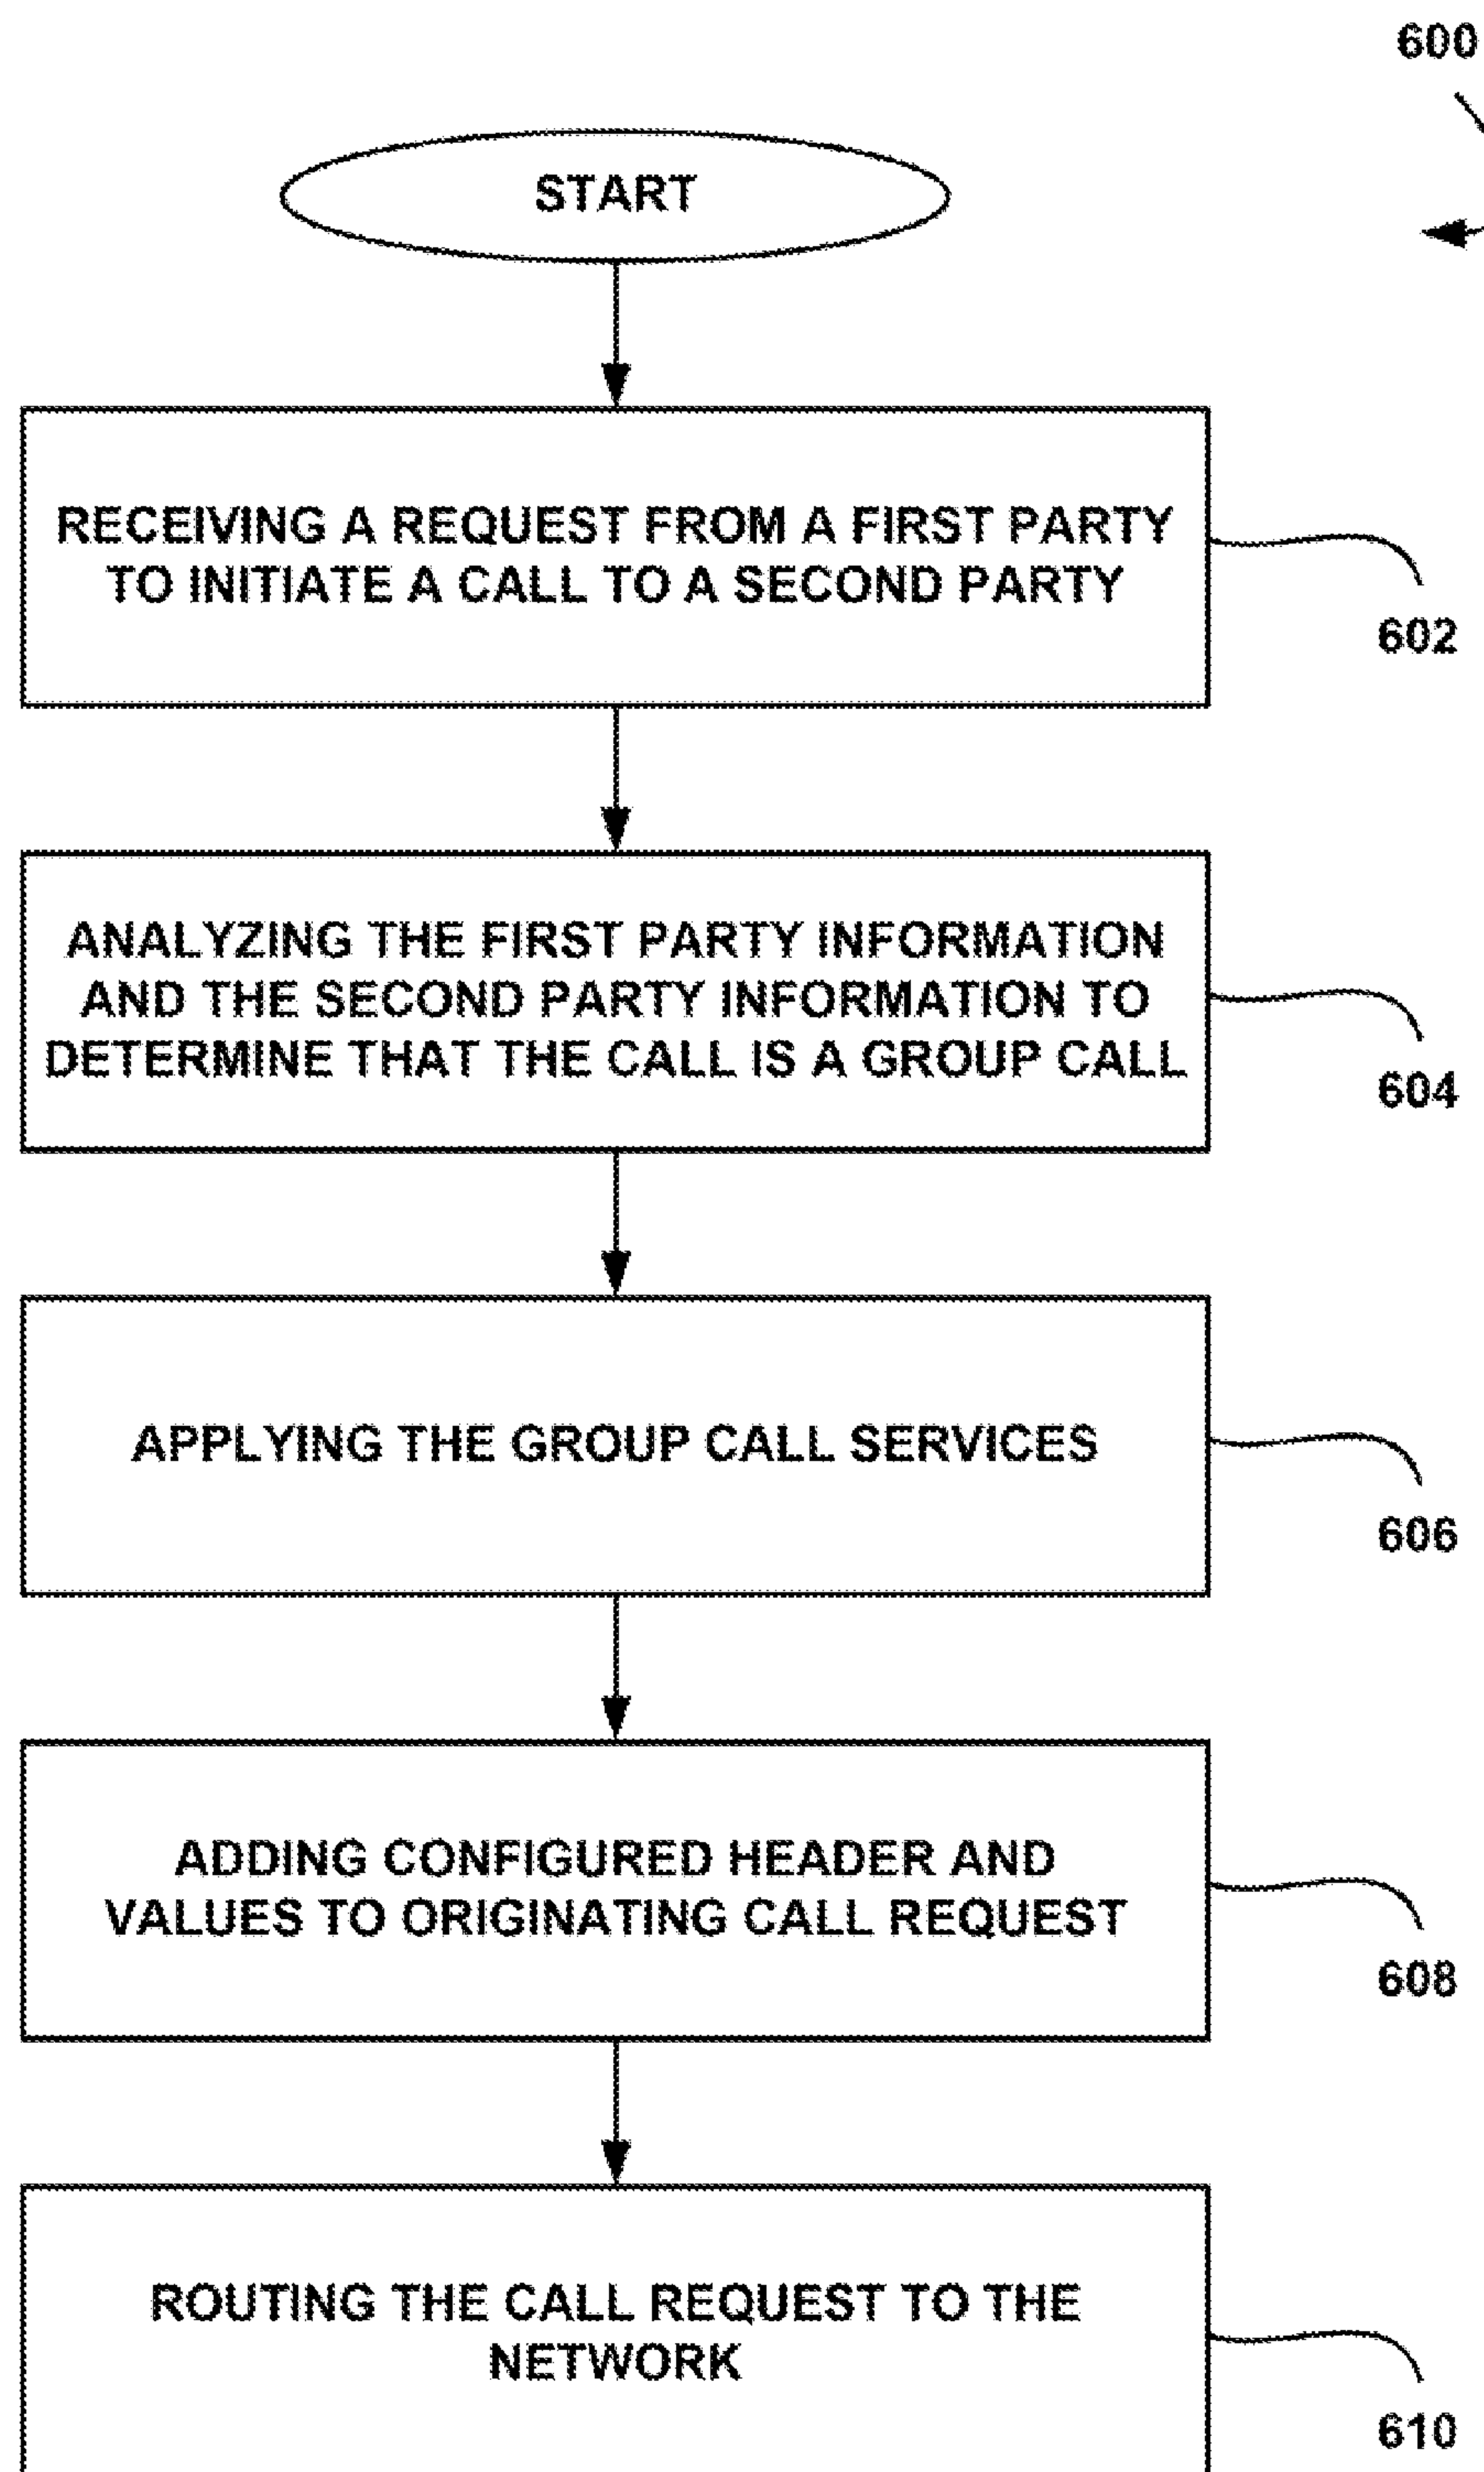 600
START
RECEIVING A REQUEST FROM A FIRST PARTY
TO INITIATE A CALL TO A SECOND PARTY
602
ANALYZING THE FIRST PARTY INFORMATION
AND THE SECOND PARTY INFORMATION TO
DETERMINE THAT THE CALL IS A GROUP CALL
604
APPLYING THE GROUP CALL SERVICES
606
ADDING CONFIGURED HEADER AND
VALUES TO ORIGINATING CALL REQUEST
608
ROUTING THE CALL REQUEST TO THE
NETWORK
610